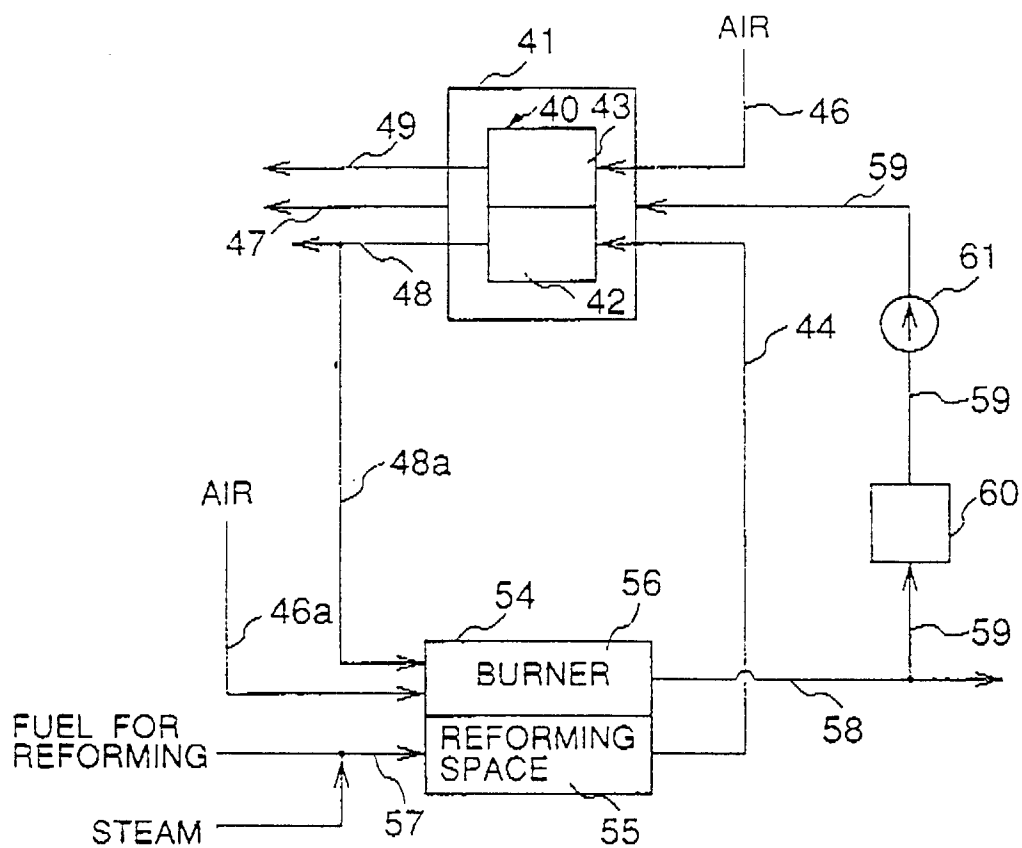 AIR
41
40
43
46
49
59
47
48
42
61
44
59
48a
AIR
60
46a
54
56
59
BURNER
FUEL FOR
REFORMING
REFORMING
SPACE
58
STEAM
57
55